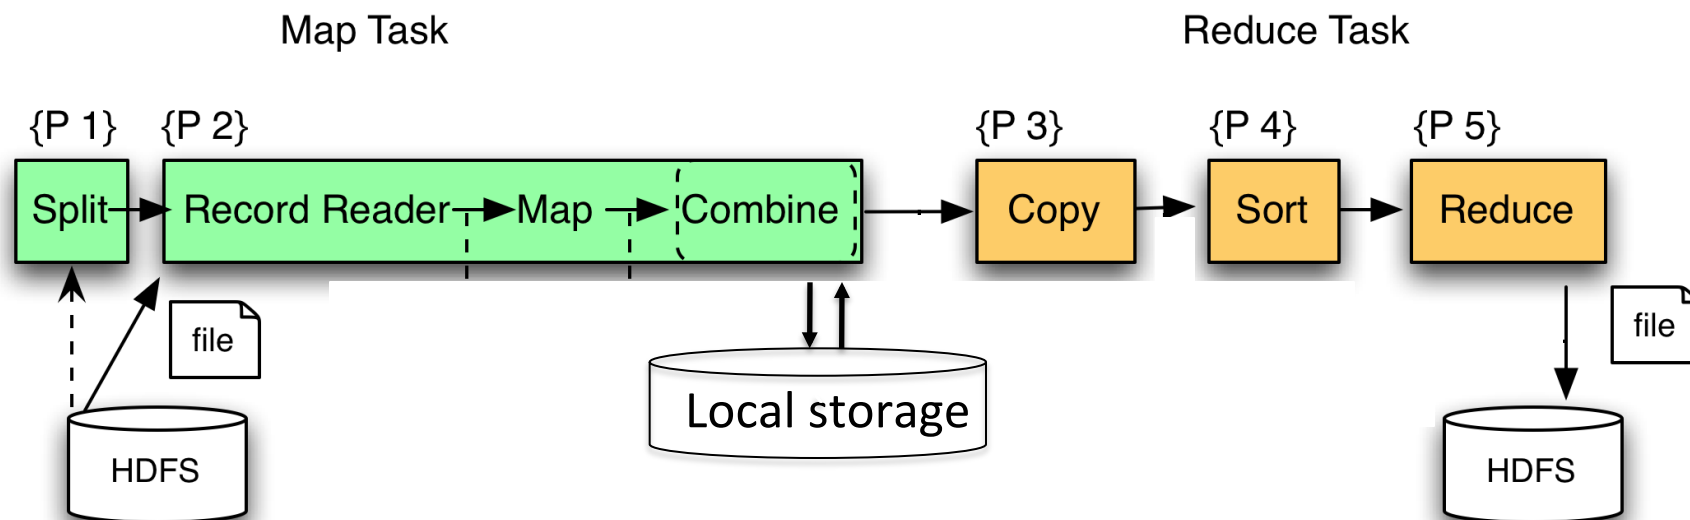 Map Task
Reduce Task
{P 1}
{P 2}
{P 3}
{P 4}
{P 5}
Split
Record Reader
Map
Combine
Copy
Sort
Reduce
file
file
Local storage
HDFS
HDFS